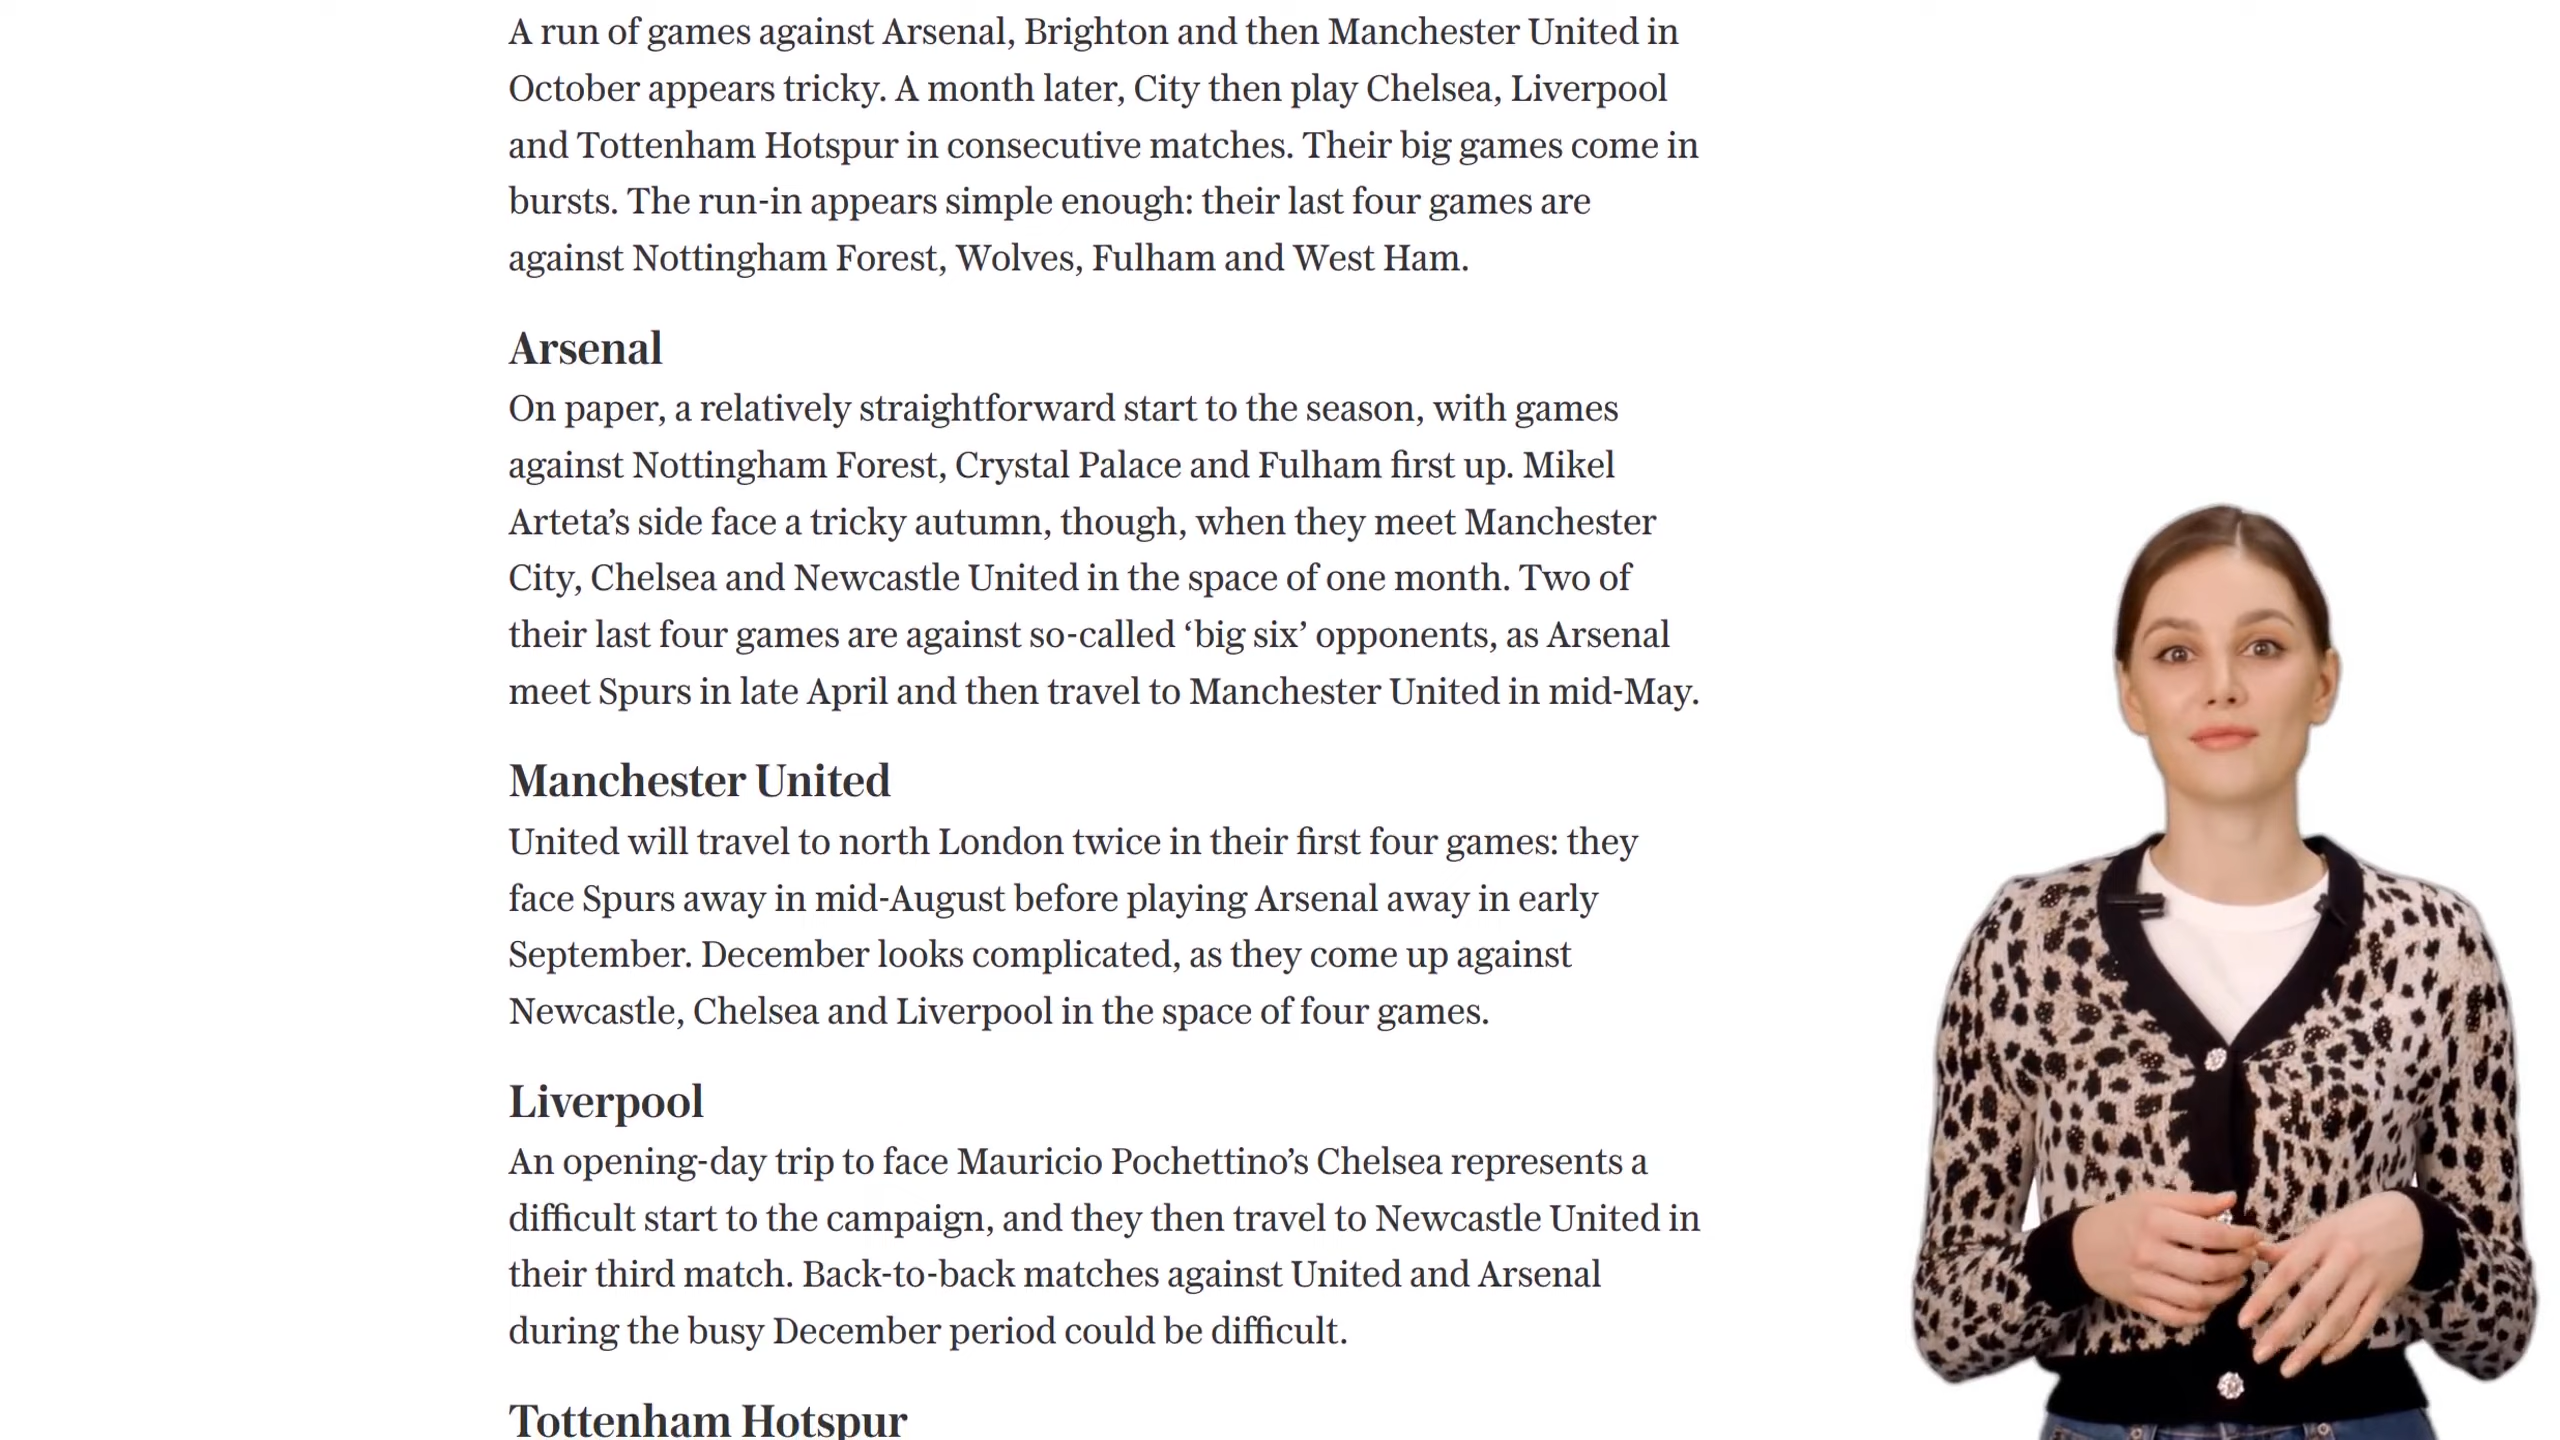 A run of games against Arsenal, Brighton and then Manchester United in
October appears tricky. A month later, City then play Chelsea, Liverpool
and Tottenham Hotspur in consecutive matches. Their big games come in
bursts. The run-in appears simple enough: their last four games are
against Nottingham Forest, Wolves, Fulham and West Ham.
Arsenal
On paper, a relatively straightforward start to the season, with games
against Nottingham Forest, Crystal Palace and Fulham first up. Mikel
Arteta’s side face a tricky autumn, though, when they meet Manchester
City, Chelsea and Newcastle United in the space of one month. Two of
their last four games are against so-called ‘big six’ opponents, as Arsenal
meet Spurs in late April and then travel to Manchester United in mid-May.
Manchester United
United will travel to north London twice in their first four games: they
face Spurs away in mid-August before playing Arsenal away in early
September. December looks complicated, as they come up against
Newcastle, Chelsea and Liverpool in the space of four games.
Liverpool
An opening-day trip to face Mauricio Pochettino’s Chelsea represents a
difficult start to the campaign, and they then travel to Newcastle United in
their third match. Back-to-back matches against United and Arsenal
during the busy December period could be difficult.
Tottenham Hotspur